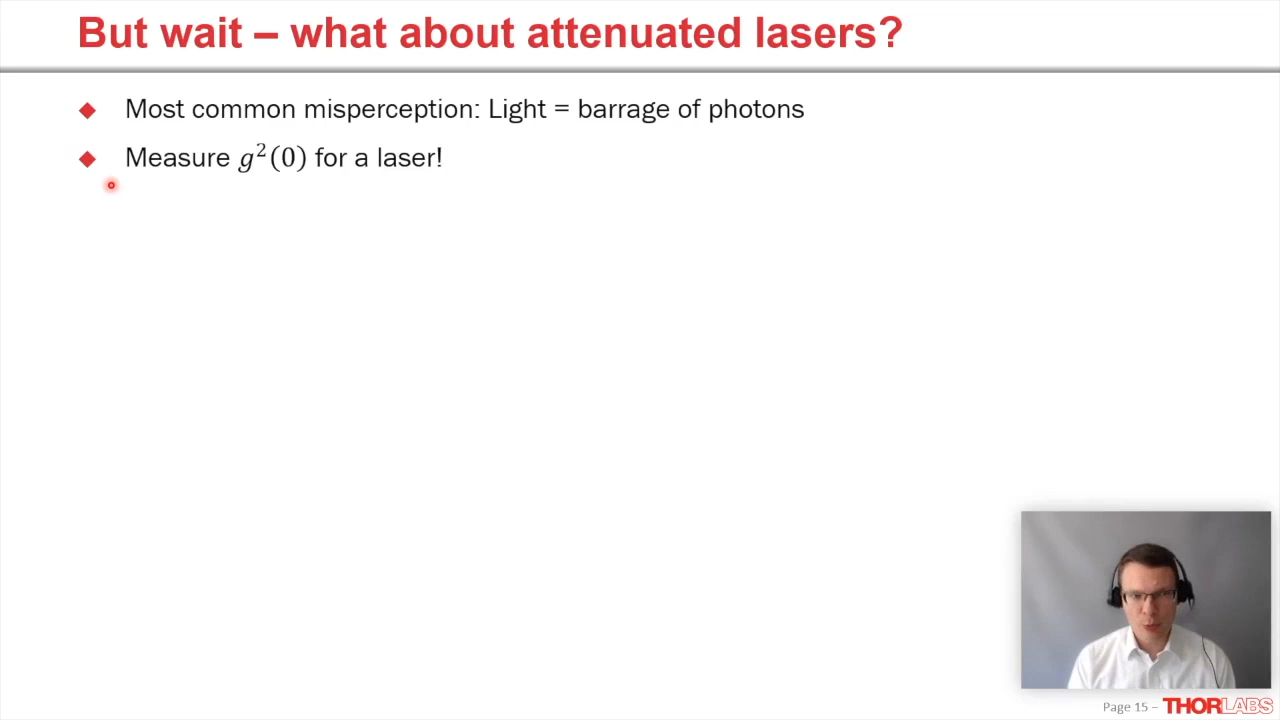 But wait – what about attenuated lasers?
Most common misperception: Light = barrage of photons
Measure g²(0) for a laser!
Page 15 – THORLABS